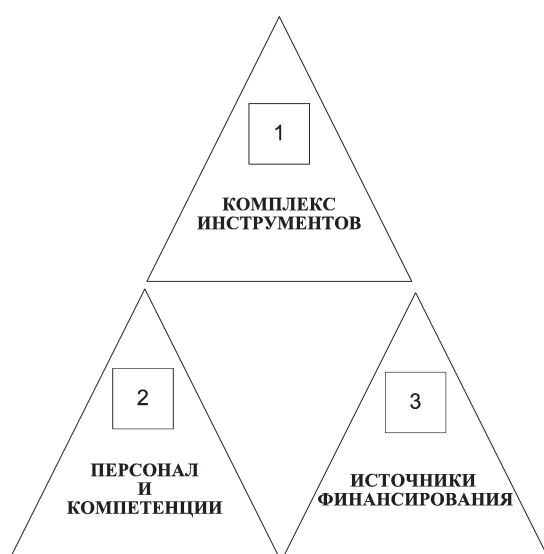 1
КОМПЛЕКС
ИНСТРУМЕНТОВ
2
ПЕРСОНАЛ
И
КОМПЕТЕНЦИИ
3
ИСТОЧНИКИ
ФИНАНСИРОВАНИЯ